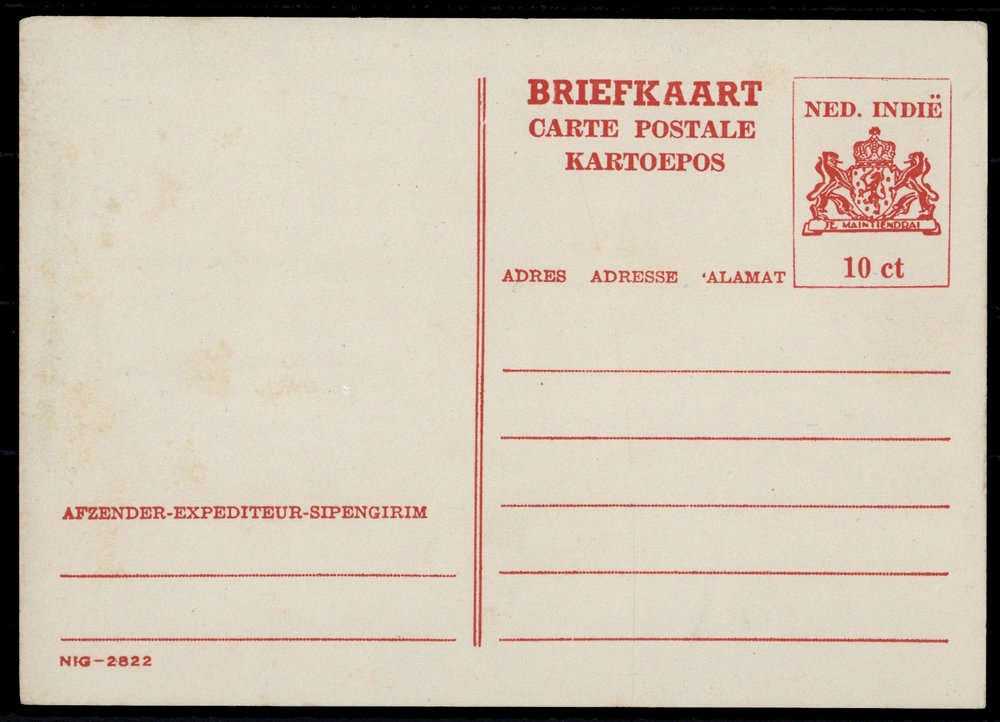 BRIEFKAART
CARTE POSTALE
KARTOEPOS
NED. INDIË
JE MAINTIENDRAI
10 ct
ADRES ADRESSE 'ALAMAT
AFZENDER-EXPEDITEUR-SIPENGIRIM
NIG-2822